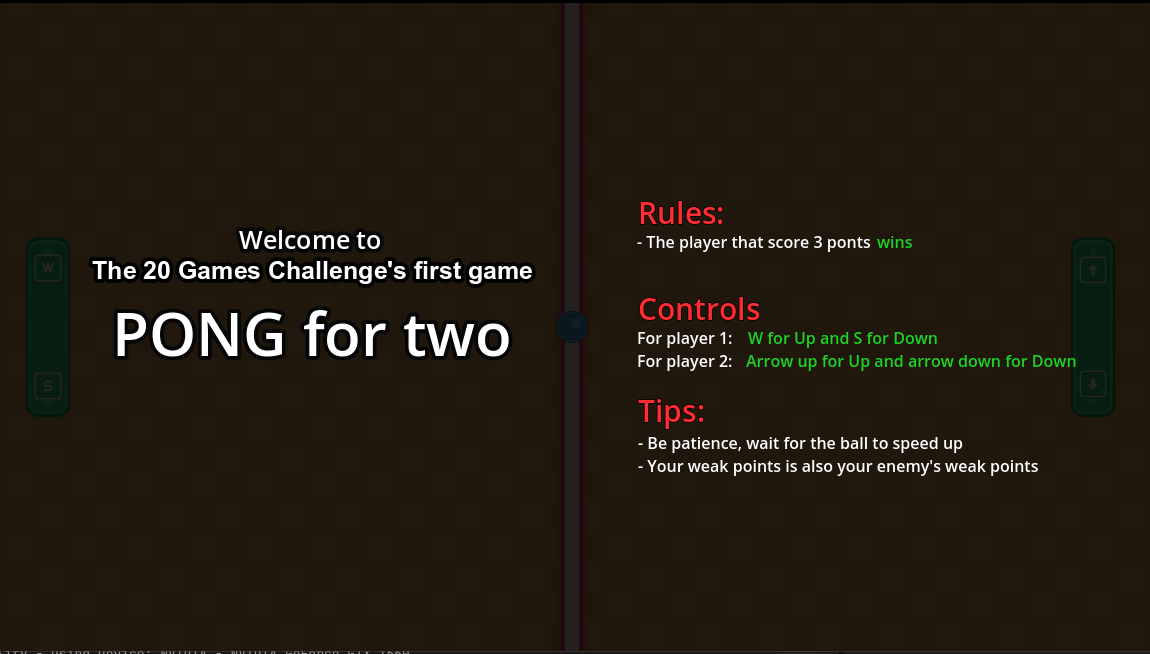 Welcome to
The 20 Games Challenge's first game
PONG for two
W
S
Rules:
- The player that score 3 ponts wins
Controls
For player 1: W for Up and S for Down
For player 2: Arrow up for Up and arrow down for Down
Tips:
- Be patience, wait for the ball to speed up
- Your weak points is also your enemy's weak points